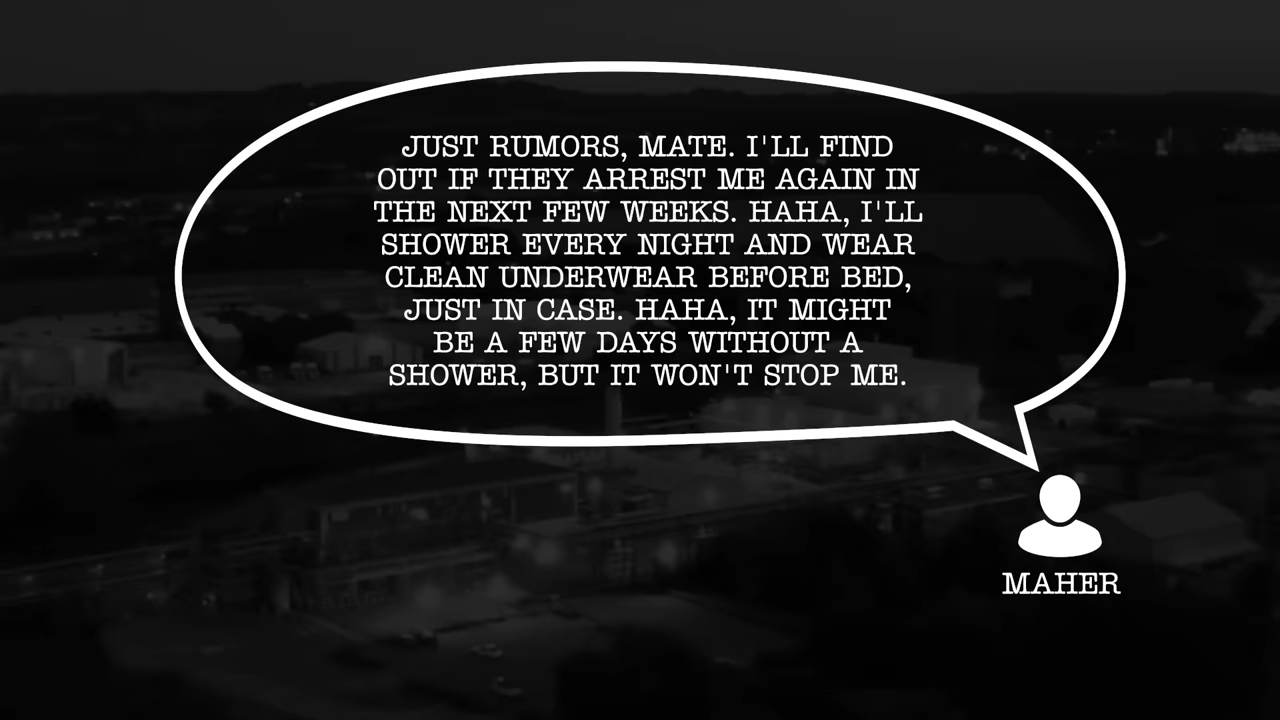 JUST RUMORS, MATE. I'LL FIND
OUT IF THEY ARREST ME AGAIN IN
THE NEXT FEW WEEKS. HAHA, I'LL
SHOWER EVERY NIGHT AND WEAR
CLEAN UNDERWEAR BEFORE BED,
JUST IN CASE. HAHA, IT MIGHT
BE A FEW DAYS WITHOUT A
SHOWER, BUT IT WON'T STOP ME.
MAHER